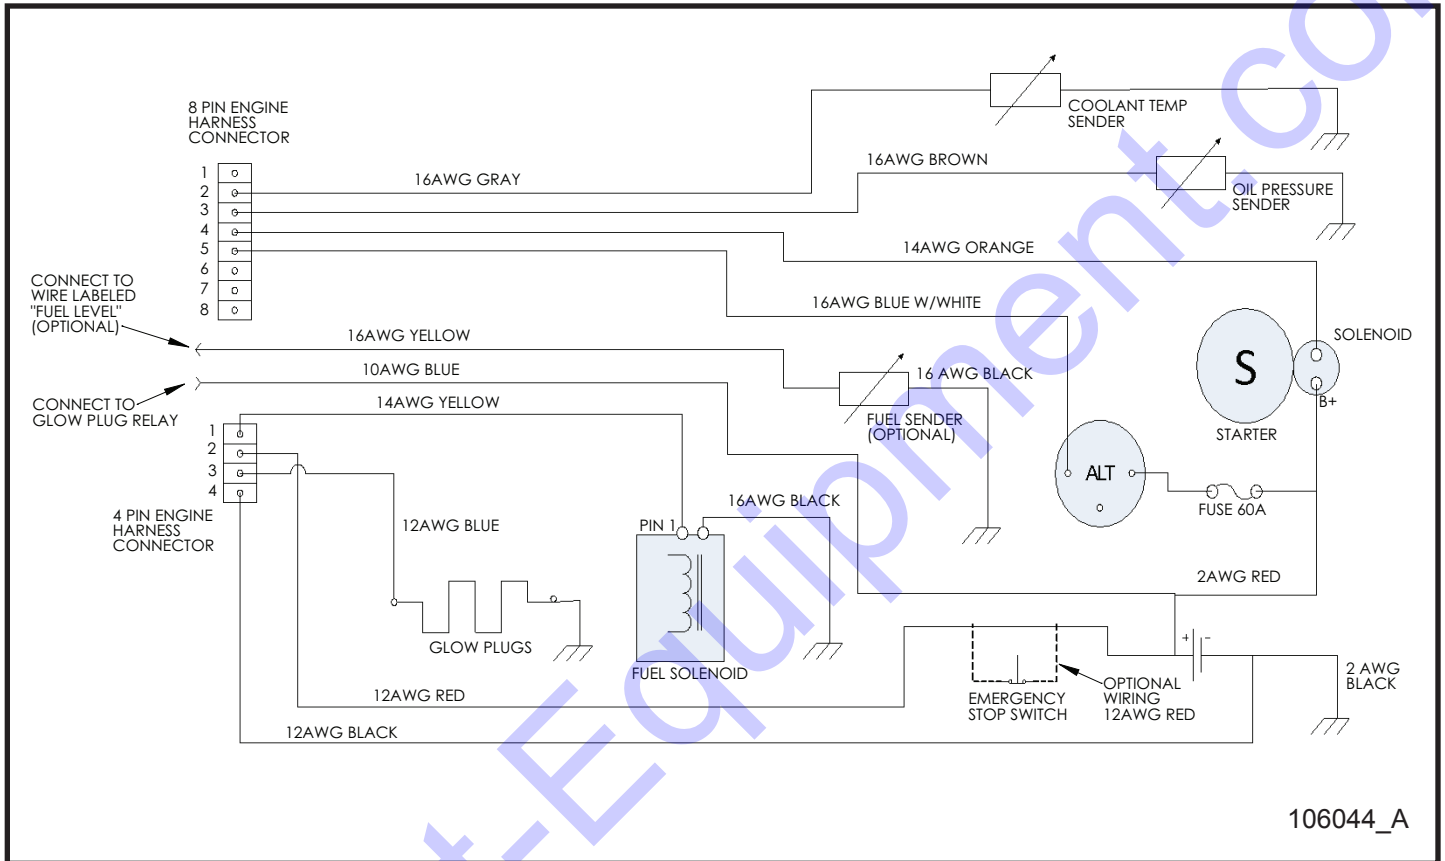 8 PIN ENGINE
HARNESS
CONNECTOR
1
2
3
4
5
6
7
8
16AWG GRAY
COOLANT TEMP
SENDER
16AWG BROWN
OIL PRESSURE
SENDER
14AWG ORANGE
16AWG BLUE W/WHITE
CONNECT TO
WIRE LABELED
"FUEL LEVEL"
(OPTIONAL)
16AWG YELLOW
10AWG BLUE
CONNECT TO
GLOW PLUG RELAY
14AWG YELLOW
16 AWG BLACK
FUEL SENDER
(OPTIONAL)
S
SOLENOID
B+
STARTER
ALT
FUSE 60A
1
2
3
4
4 PIN ENGINE
HARNESS
CONNECTOR
12AWG BLUE
PIN 1
16AWG BLACK
2AWG RED
GLOW PLUGS
FUEL SOLENOID
+
-
12AWG RED
EMERGENCY
STOP SWITCH
OPTIONAL
WIRING
12AWG RED
2 AWG
BLACK
12AWG BLACK
106044_A
t-Equipment.co